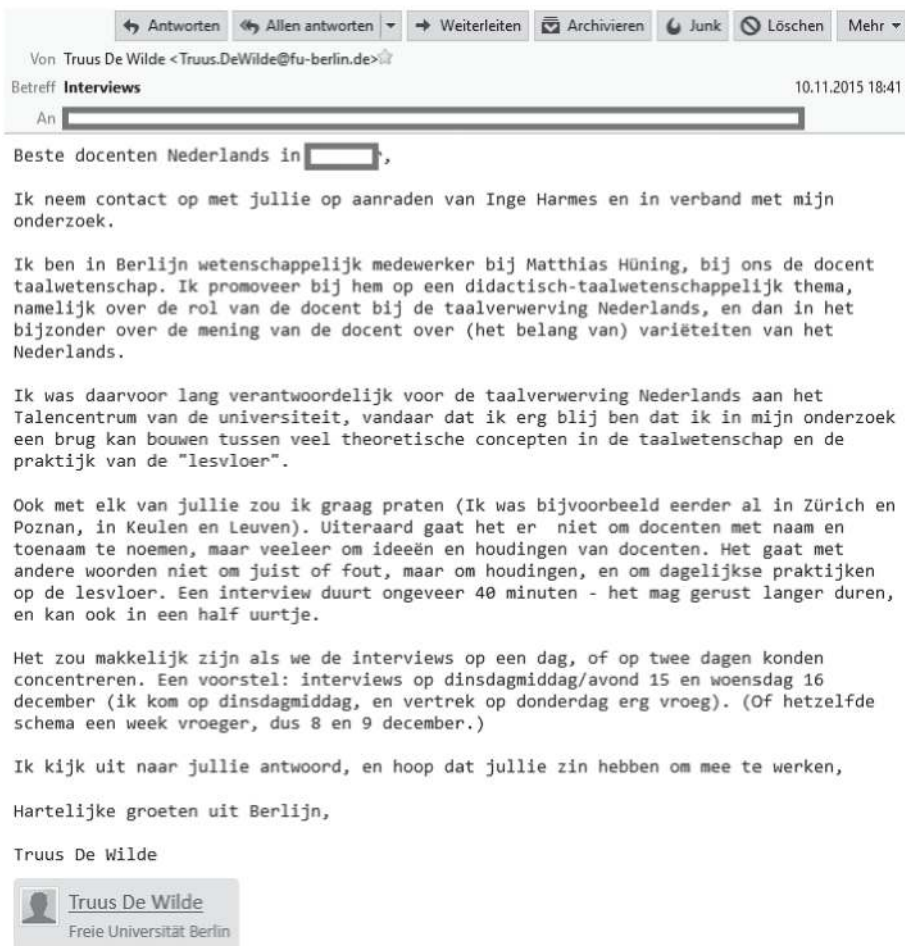 Antworten Allen antworten Weiterleiten Archivieren Junk Löschen Mehr
Von Truus De Wilde <Truus.DeWilde@fu-berlin.de>
Betreff Interviews 10.11.2015 18:41
An
Beste docenten Nederlands in ,
Ik neem contact op met jullie op aanraden van Inge Harmes en in verband met mijn
onderzoek.
Ik ben in Berlijn wetenschappelijk medewerker bij Matthias Hüning, bij ons de docent
taalwetenschap. Ik promoveer bij hem op een didactisch-taalwetenschappelijk thema,
namelijk over de rol van de docent bij de taalverwerving Nederlands, en dan in het
bijzonder over de mening van de docent over (het belang van) variëteiten van het
Nederlands.
Ik was daarvoor lang verantwoordelijk voor de taalverwerving Nederlands aan het
Talencentrum van de universiteit, vandaar dat ik erg blij ben dat ik in mijn onderzoek
een brug kan bouwen tussen veel theoretische concepten in de taalwetenschap en de
praktijk van de "lesvloer".
Ook met elk van jullie zou ik graag praten (Ik was bijvoorbeeld eerder al in Zürich en
Poznan, in Keulen en Leuven). Uiteraard gaat het er niet om docenten met naam en
toenaam te noemen, maar veeleer om ideeën en houdingen van docenten. Het gaat met
andere woorden niet om juist of fout, maar om houdingen, en om dagelijkse praktijken
op de lesvloer. Een interview duurt ongeveer 40 minuten - het mag gerust langer duren,
en kan ook in een half uurtje.
Het zou makkelijk zijn als we de interviews op een dag, of op twee dagen konden
concentreren. Een voorstel: interviews op dinsdagmiddag/avond 15 en woensdag 16
december (ik kom op dinsdagmiddag, en vertrek op donderdag erg vroeg). (Of hetzelfde
schema een week vroeger, dus 8 en 9 december.)
Ik kijk uit naar jullie antwoord, en hoop dat jullie zin hebben om mee te werken,
Hartelijke groeten uit Berlijn,
Truus De Wilde
Truus De Wilde
Freie Universität Berlin